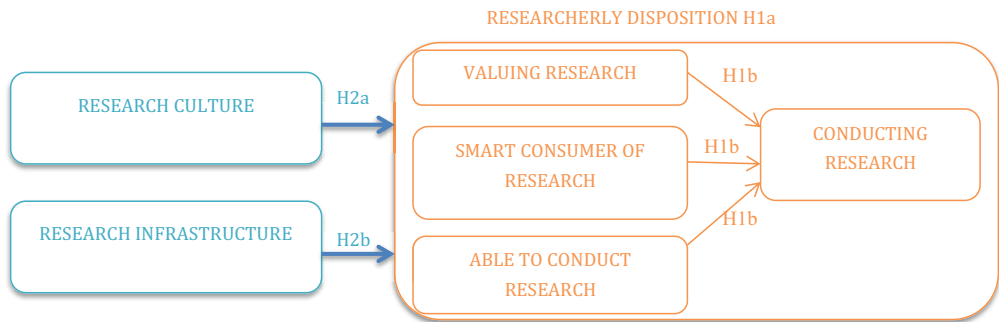 RESEARCHERLY DISPOSITION H1a
RESEARCH CULTURE
H2a
VALUING RESEARCH
H1b
SMART CONSUMER OF
RESEARCH
H1b
CONDUCTING
RESEARCH
RESEARCH INFRASTRUCTURE
H2b
ABLE TO CONDUCT
RESEARCH
H1b